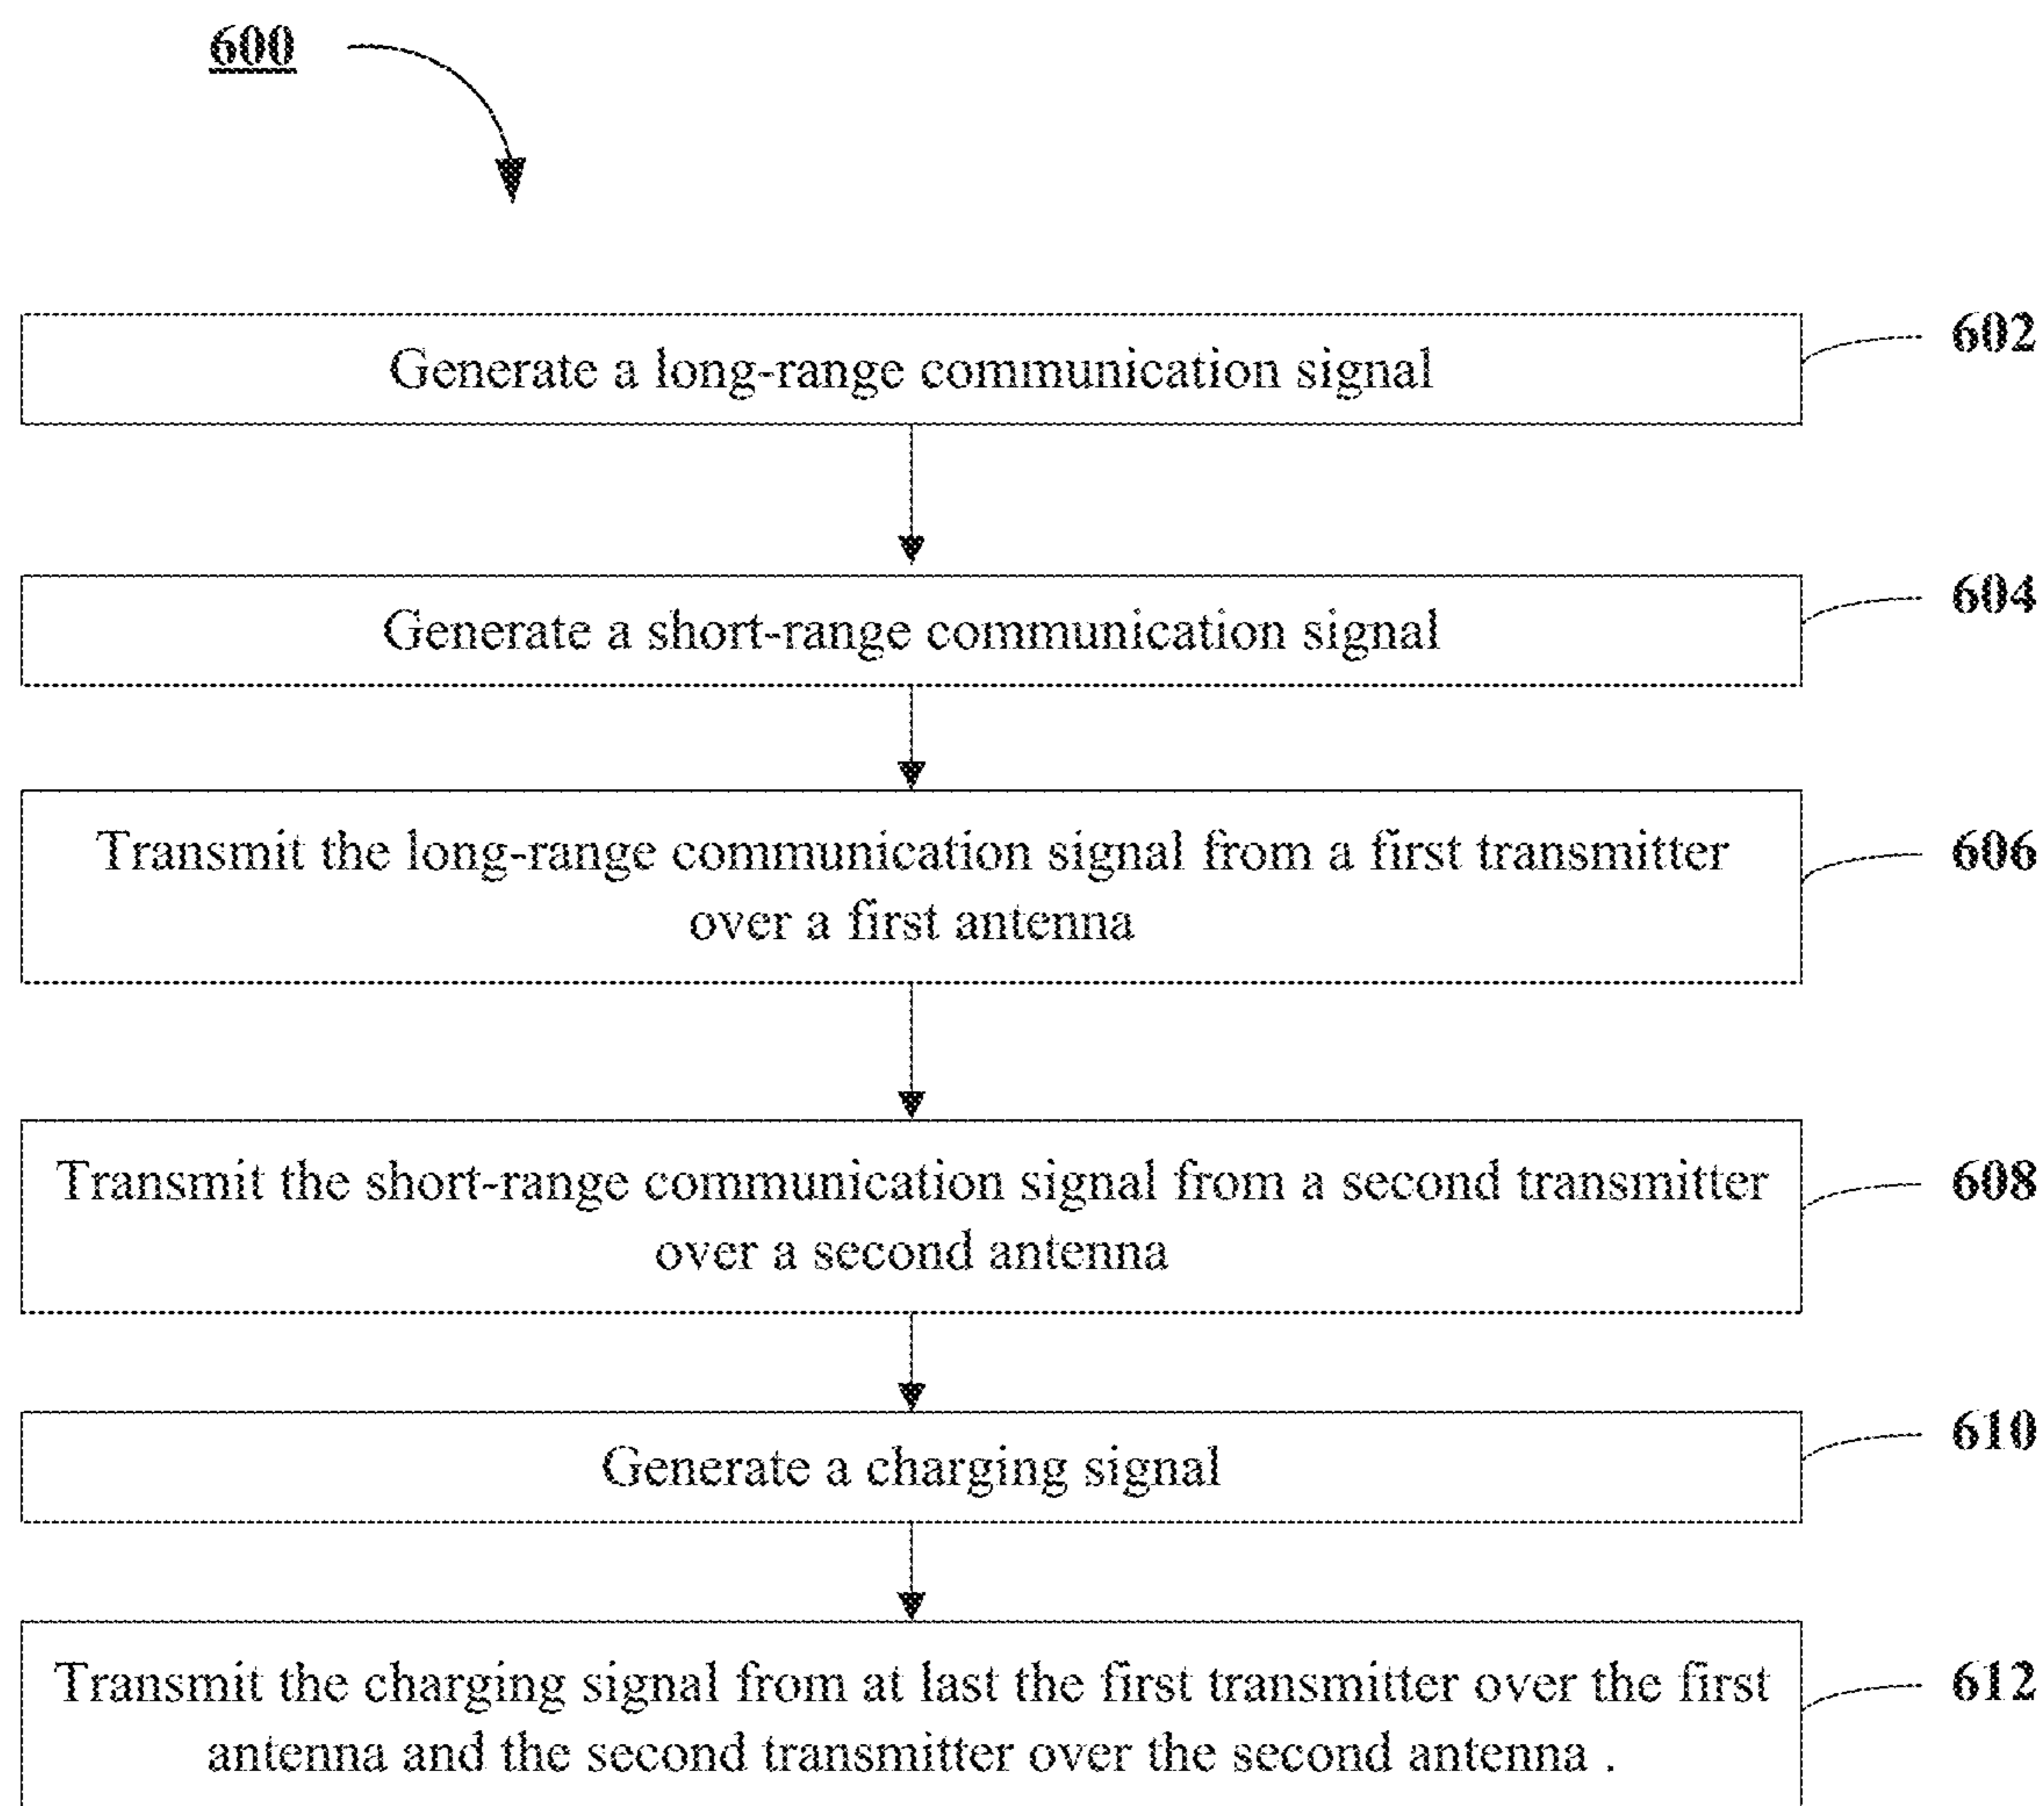 600
Generate a long-range communication signal
602
Generate a short-range communication signal
604
Transmit the long-range communication signal from a first transmitter
over a first antenna
606
Transmit the short-range communication signal from a second transmitter
over a second antenna
608
Generate a charging signal
610
Transmit the charging signal from at last the first transmitter over the first
antenna and the second transmitter over the second antenna .
612